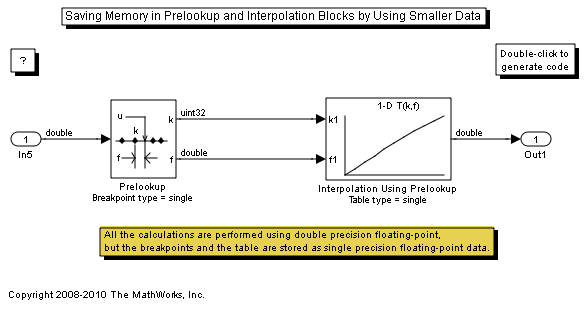 Saving Memory in Prelookup and Interpolation Blocks by Using Smaller Data
?
Double-click to
generate code
1
In5
double
u
k
f
k
f
Prelookup
Breakpoint type = single
uint32
double
1-D T(k,f)
k1
f1
Interpolation Using Prelookup
Table type = single
double
1
Out1
All the calculations are performed using double precision floating-point,
but the breakpoints and the table are stored as single precision floating-point data.
Copyright 2008-2010 The MathWorks, Inc.